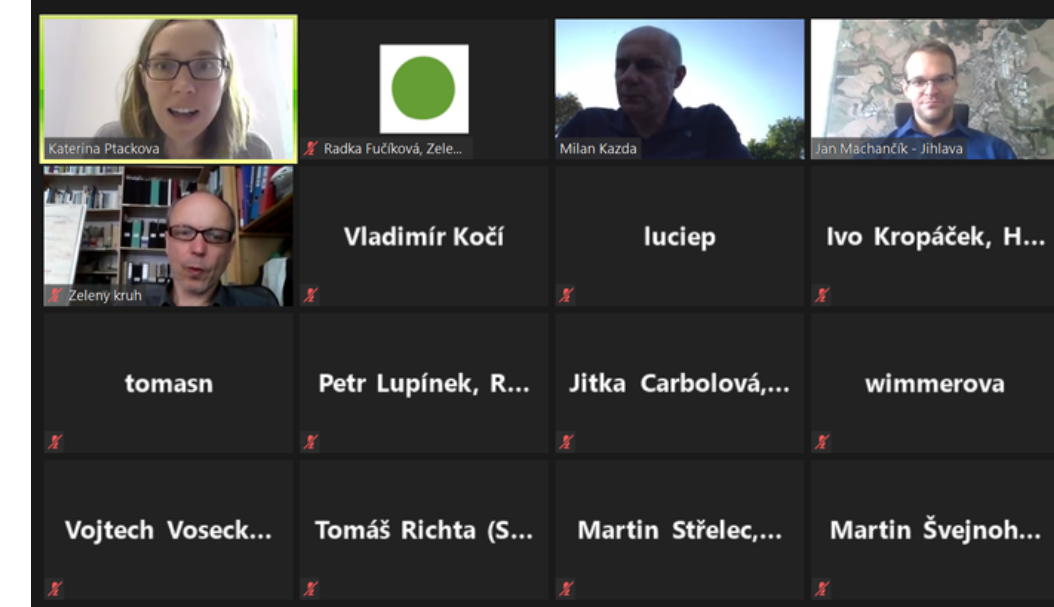 Katerina Ptackova
Radka Fučíková, Zele...
Milan Kazda
Jan Machančík - Jihlava
Zelený kruh
Vladimír Kočí
luciep
Ivo Kropáček, H...
tomasn
Petr Lupínek, R...
Jitka Carbolová,...
wimmerova
Vojtech Voseck...
Tomáš Richta (S...
Martin Střelec,...
Martin Švejnoh...